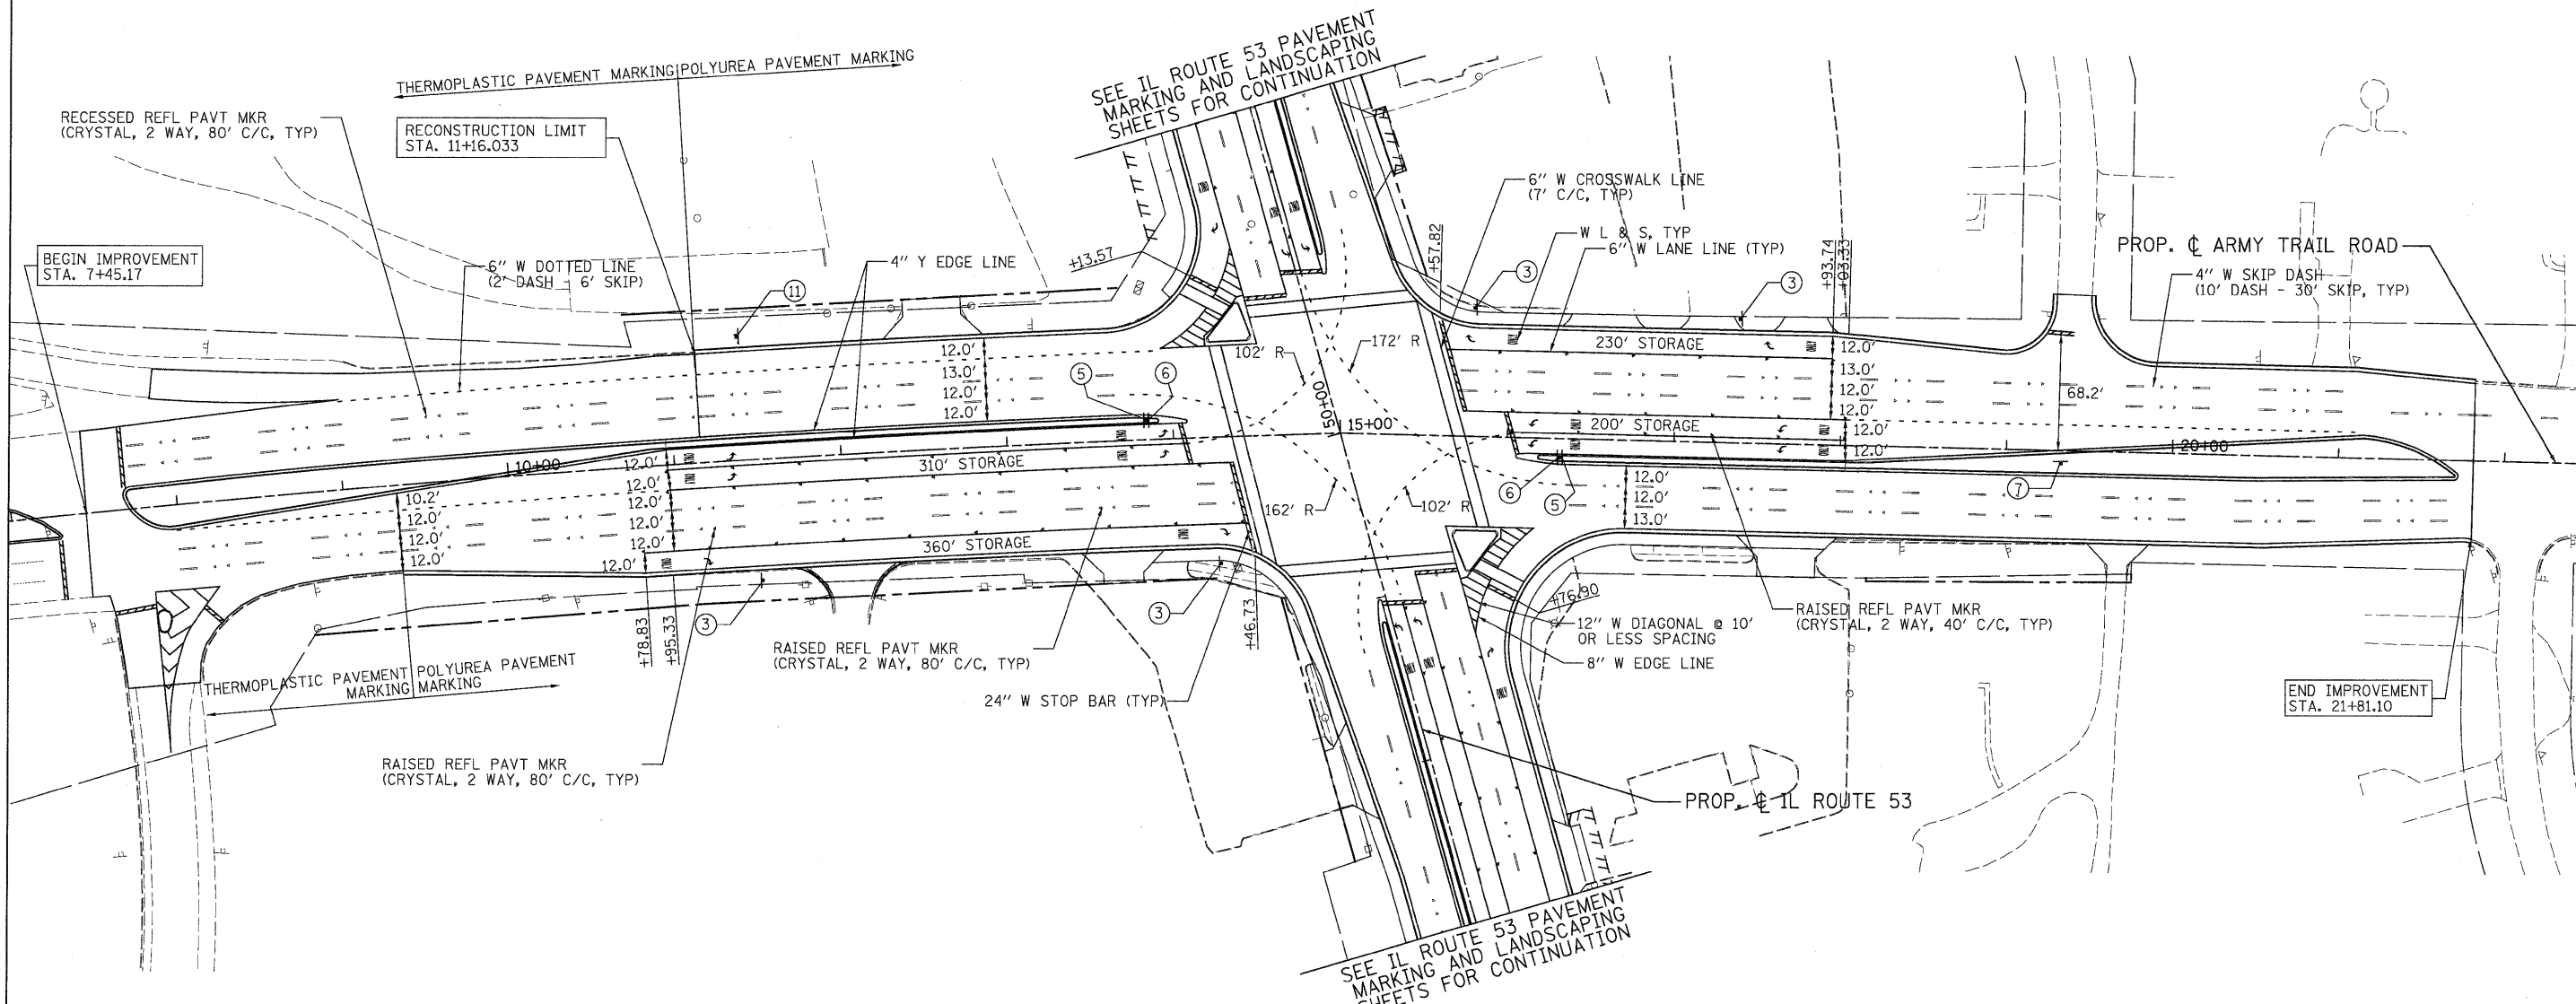 SEE IL ROUTE 53 PAVEMENT
MARKING AND LANDSCAPING
SHEETS FOR CONTINUATION
THERMOPLASTIC PAVEMENT MARKING
POLYUREA PAVEMENT MARKING
RECESSED REFL PAVT MKR
(CRYSTAL, 2 WAY, 80' C/C, TYP)
RECONSTRUCTION LIMIT
STA. 11+16.033
BEGIN IMPROVEMENT
STA. 7+45.17
6" W DOTTED LINE
(2' DASH - 6' SKIP)
11
4" Y EDGE LINE
+13.57
6" W CROSSWALK LINE
(7' C/C, TYP)
+57.82
W L & S, TYP
6" W LANE LINE (TYP)
3
3
+93.74
+03.33
PROP. ℄ ARMY TRAIL ROAD
4" W SKIP DASH
(10' DASH - 30' SKIP, TYP)
12.0'
13.0'
12.0'
12.0'
5
6
102' R
172' R
230' STORAGE
12.0'
13.0'
12.0'
12.0'
68.2'
50+00
15+00
200' STORAGE
12.0'
12.0'
20+00
10+00
12.0'
12.0'
12.0'
12.0'
12.0'
310' STORAGE
10.2'
12.0'
12.0'
12.0'
162' R
102' R
6
5
12.0'
12.0'
13.0'
7
360' STORAGE
12.0'
+78.83
+95.33
3
3
+46.73
+76.90
RAISED REFL PAVT MKR
(CRYSTAL, 2 WAY, 80' C/C, TYP)
12" W DIAGONAL @ 10'
OR LESS SPACING
8" W EDGE LINE
RAISED REFL PAVT MKR
(CRYSTAL, 2 WAY, 40' C/C, TYP)
THERMOPLASTIC PAVEMENT
MARKING
POLYUREA PAVEMENT
MARKING
24" W STOP BAR (TYP)
ONLY
ONLY
ONLY
END IMPROVEMENT
STA. 21+81.10
RAISED REFL PAVT MKR
(CRYSTAL, 2 WAY, 80' C/C, TYP)
PROP. ℄ IL ROUTE 53
SEE IL ROUTE 53 PAVEMENT
MARKING AND LANDSCAPING
SHEETS FOR CONTINUATION